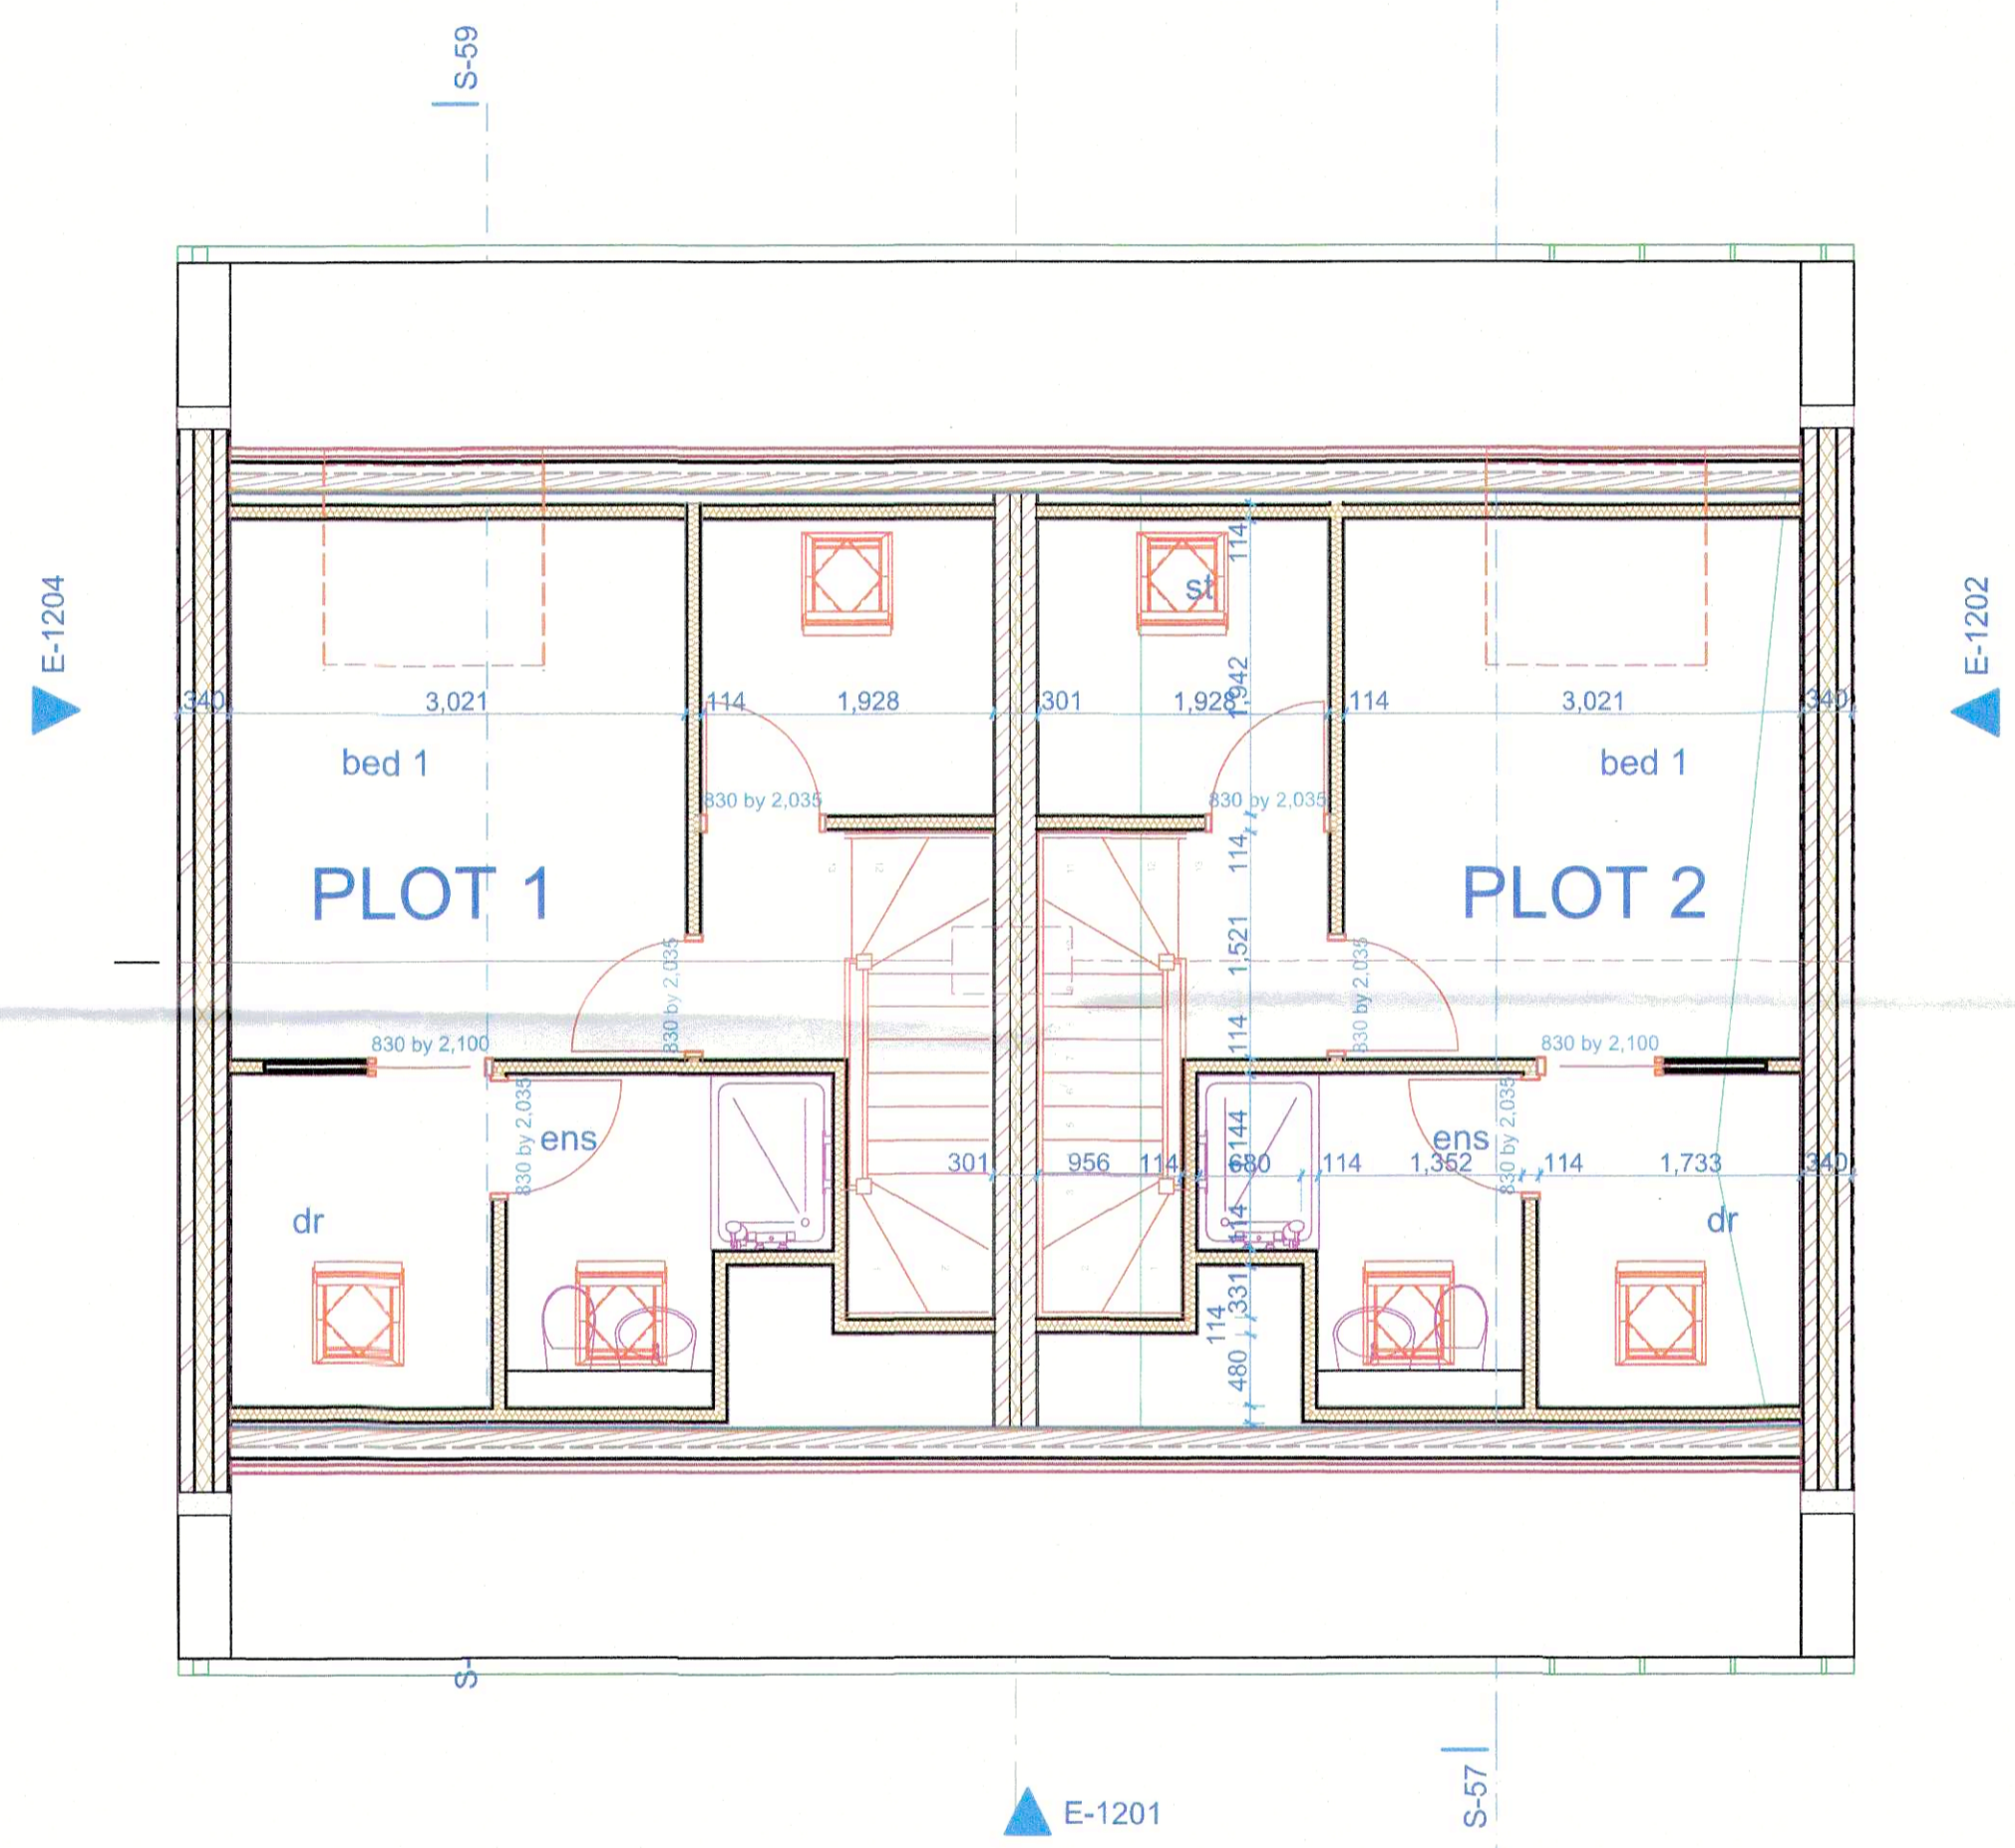 S-59
E-1204
E-1202
114
st
1,942
340
3,021
114
1,928
301
1,928
114
3,021
340
bed 1
bed 1
830 by 2,035
830 by 2,035
114
PLOT 1
PLOT 2
1,521
830 by 2,035
830 by 2,035
114
830 by 2,100
830 by 2,100
830 by 2,035
830 by 2,035
ens
ens
301
956
114
680
114
1,352
114
1,733
340
dr
dr
114
331
114
480
S-
S-57
E-1201